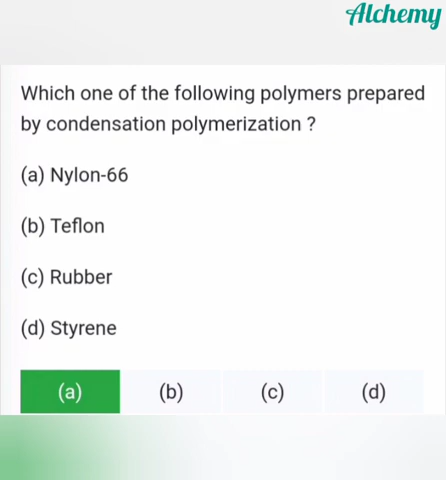 Alchemy
Which one of the following polymers prepared
by condensation polymerization ?
(a) Nylon-66
(b) Teflon
(c) Rubber
(d) Styrene
(a) (b) (c) (d)